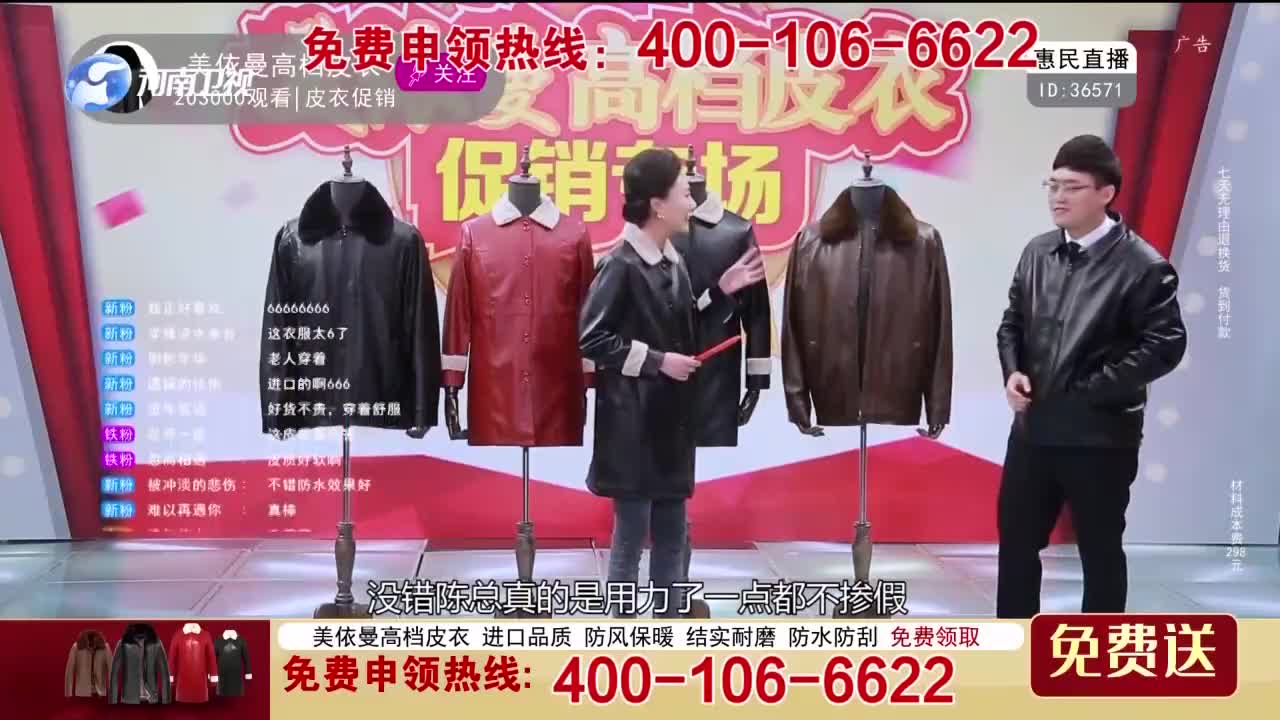 免费申领热线：400-106-6622
美依曼高档皮衣
关注
203000观看|皮衣促销
河南卫视
惠民直播
ID:36571
广告
高档皮衣
促销专场
七天无理由退换货 货到付款
新粉 66666666
新粉 这衣服太6了
新粉 老人穿着
新粉 进口的啊666
新粉 好货不贵，穿着舒服
铁粉
铁粉 皮质好软啊
新粉 被冲淡的悲伤： 不错防水效果好
新粉 难以再遇你 ： 真棒
材料成本费298元
没错陈总真的是用力了一点都不掺假
美依曼高档皮衣 进口品质 防风保暖 结实耐磨 防水防刮 免费领取
免费申领热线: 400-106-6622
免费送